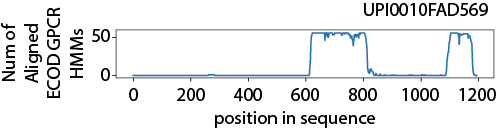 UPI0010FAD569
Num of
Aligned
ECOD GPCR
HMMs
50
0
0 200 400 600 800 1000 1200
position in sequence